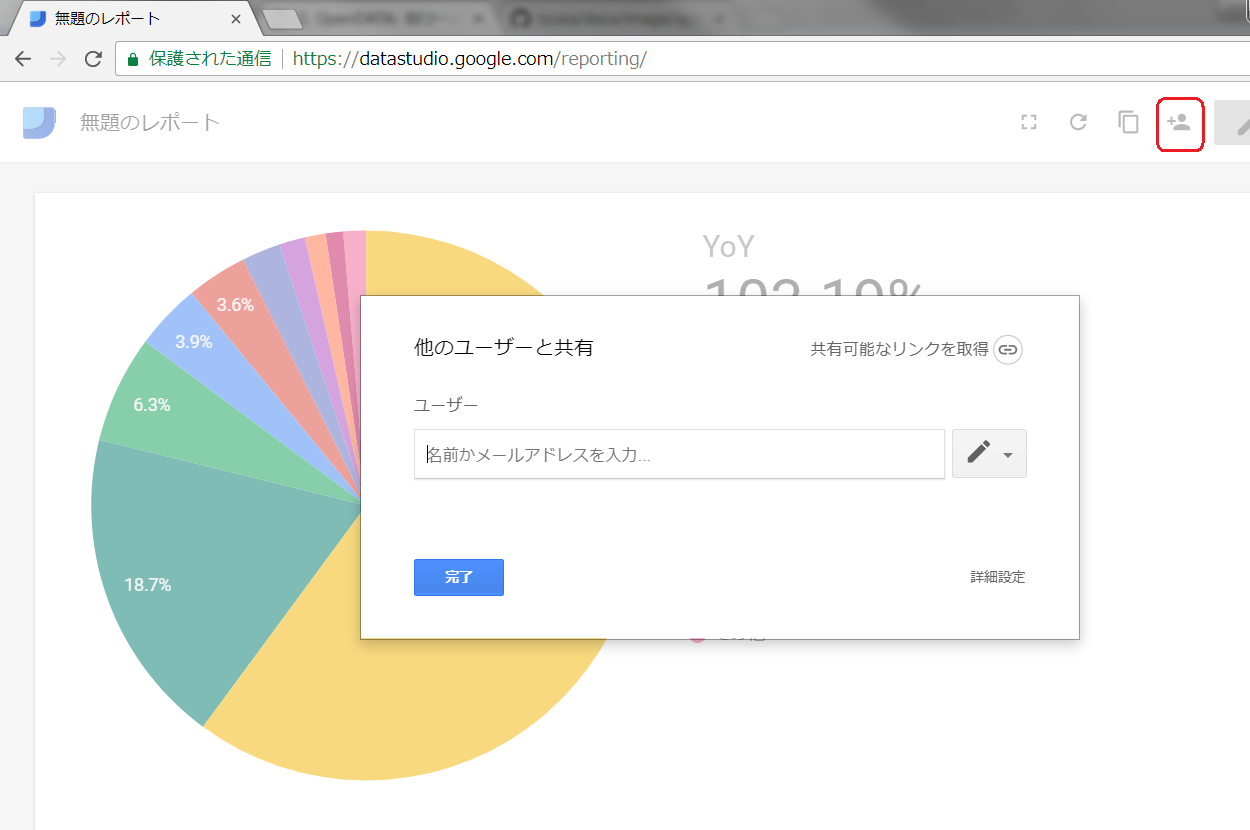 無題のレポート
保護された通信
https://datastudio.google.com/reporting/
無題のレポート
YoY
3.6%
3.9%
6.3%
18.7%
他のユーザーと共有
共有可能なリンクを取得
ユーザー
名前かメールアドレスを入力...
完了
詳細設定